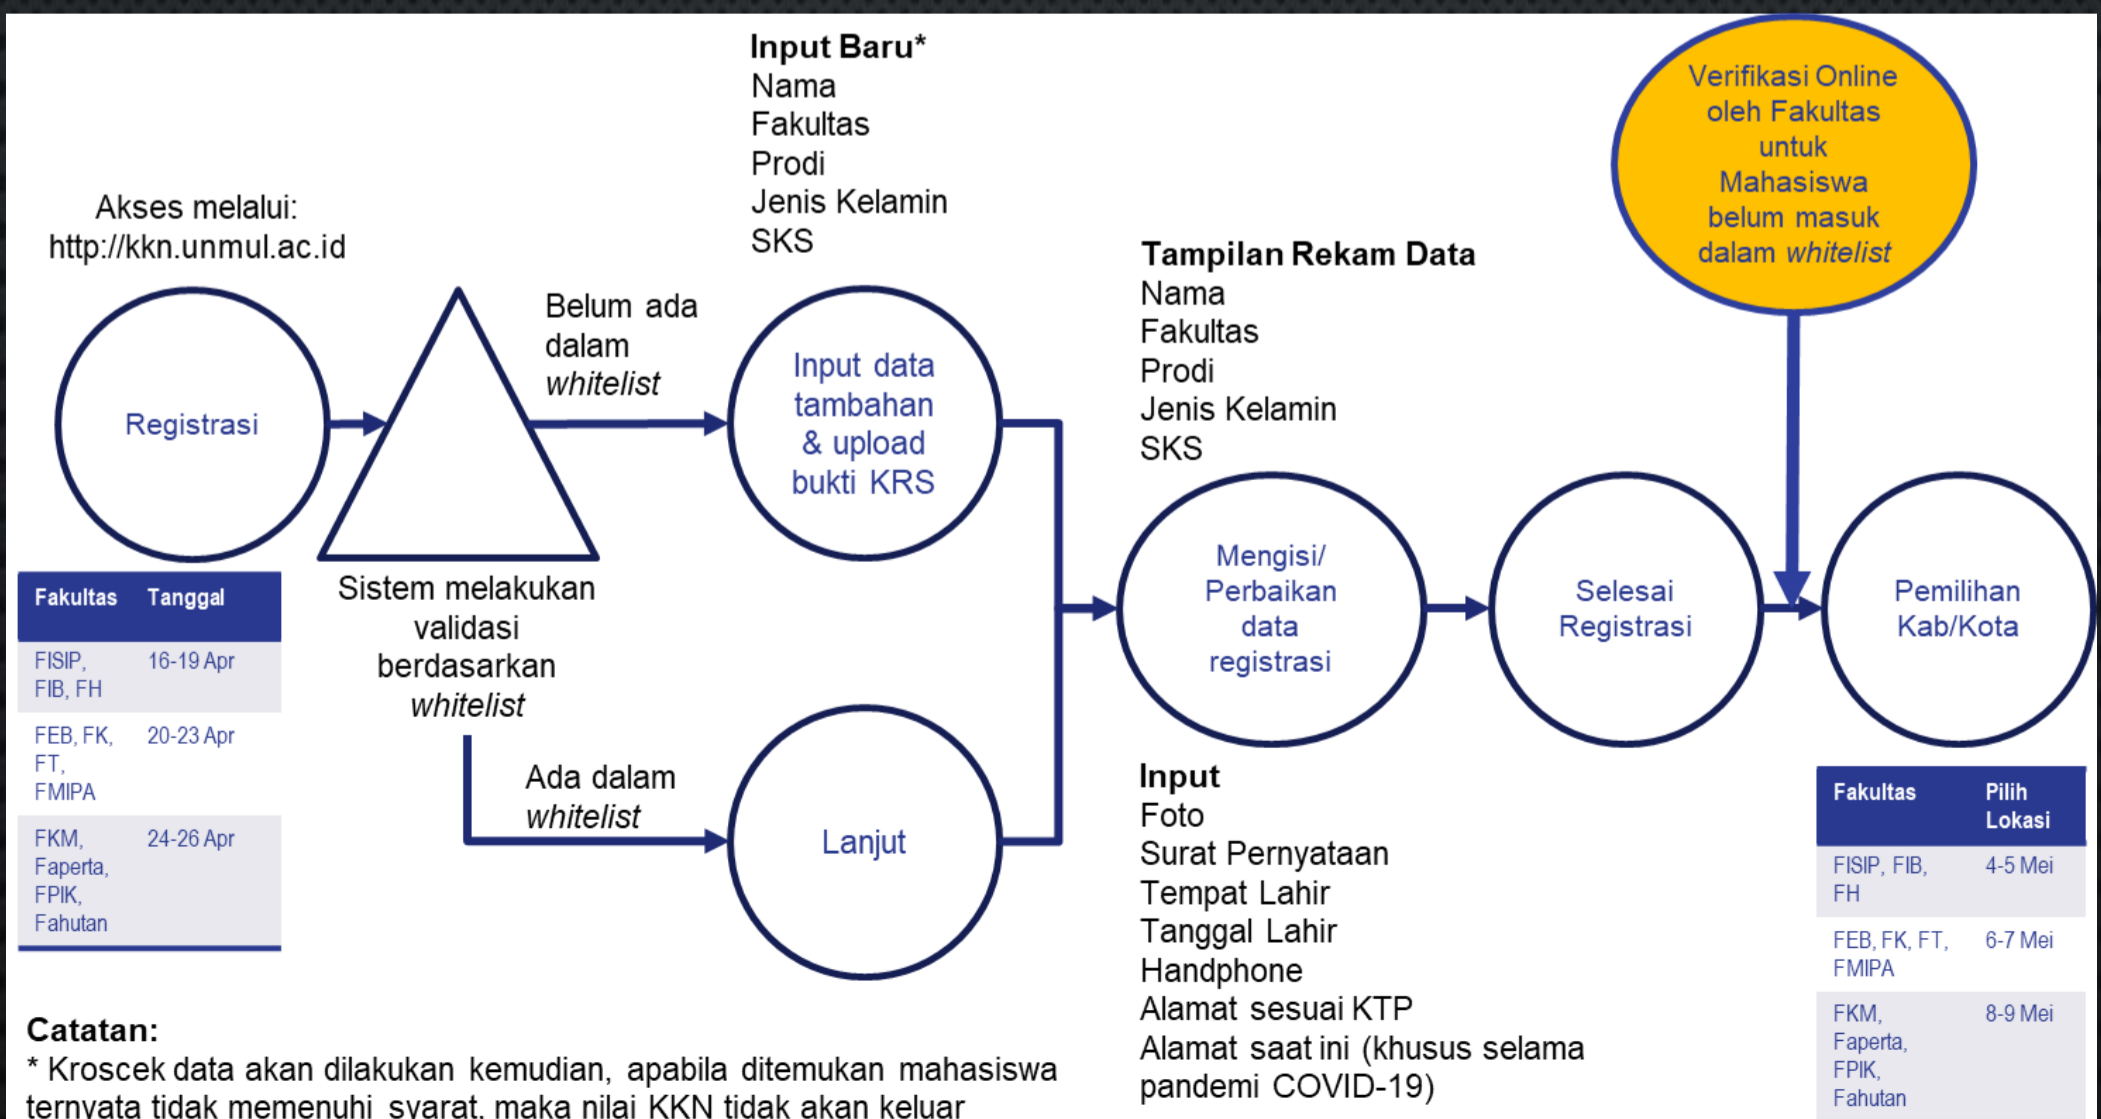 Input Baru*
Nama
Fakultas
Prodi
Jenis Kelamin
SKS
Verifikasi Online
oleh Fakultas
untuk
Mahasiswa
belum masuk
dalam whitelist
Akses melalui:
http://kkn.unmul.ac.id
Registrasi
Belum ada
dalam
whitelist
Input data
tambahan
& upload
bukti KRS
Tampilan Rekam Data
Nama
Fakultas
Prodi
Jenis Kelamin
SKS
Sistem melakukan
validasi
berdasarkan
whitelist
Ada dalam
whitelist
Lanjut
Mengisi/
Perbaikan
data
registrasi
Selesai
Registrasi
Pemilihan
Kab/Kota
Fakultas Tanggal
FISIP, 16-19 Apr
FIB, FH
FEB, FK, 20-23 Apr
FT,
FMIPA
FKM, 24-26 Apr
Faperta,
FPIK,
Fahutan
Input
Foto
Surat Pernyataan
Tempat Lahir
Tanggal Lahir
Handphone
Alamat sesuai KTP
Alamat saat ini (khusus selama
pandemi COVID-19)
Fakultas Pilih
Lokasi
FISIP, FIB, 4-5 Mei
FH
FEB, FK, FT, 6-7 Mei
FMIPA
FKM, 8-9 Mei
Faperta,
FPIK,
Fahutan
Catatan:
* Kroscek data akan dilakukan kemudian, apabila ditemukan mahasiswa
ternyata tidak memenuhi syarat, maka nilai KKN tidak akan keluar